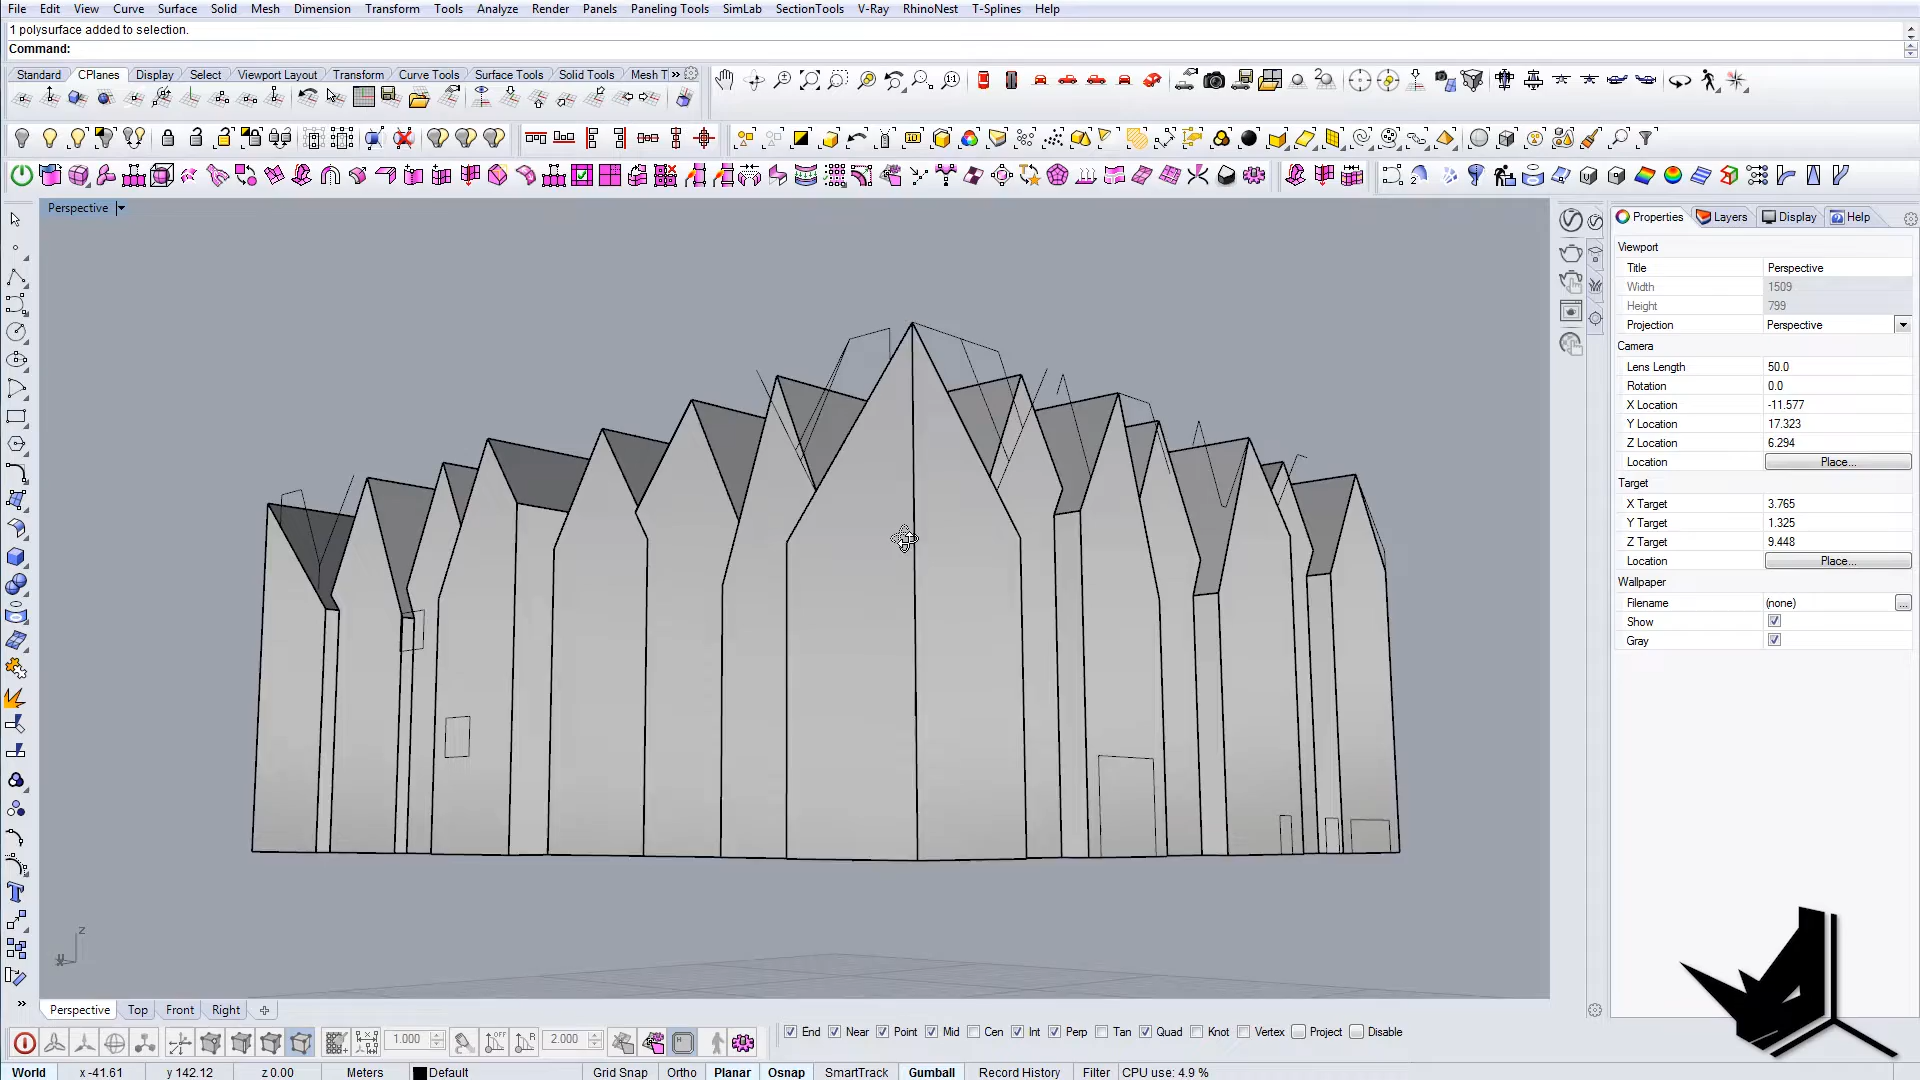 File Edit View Curve Surface Solid Mesh Dimension Transform Tools Analyze Render Panels Paneling Tools SimLab SectionTools V-Ray RhinoNest T-Splines Help
1 polysurface added to selection.
Command:
Standard CPlanes Display Select Viewport Layout Transform Curve Tools Surface Tools Solid Tools Mesh T »
Perspective
Properties Layers Display Help
Viewport
Title Perspective
Width 1509
Height 799
Projection Perspective
Camera
Lens Length 50.0
Rotation 0.0
X Location -11.577
Y Location 17.323
Z Location 6.294
Location Place...
Target
X Target 3.765
Y Target 1.325
Z Target 9.448
Location Place...
Wallpaper
Filename (none) ...
Show
Gray
z
Perspective Top Front Right
1.000 2.000
End Near Point Mid Cen Int Perp Tan Quad Knot Vertex Project Disable
World x -41.61 y 142.12 z 0.00 Meters Default Grid Snap Ortho Planar Osnap SmartTrack Gumball Record History Filter CPU use: 4.9 %